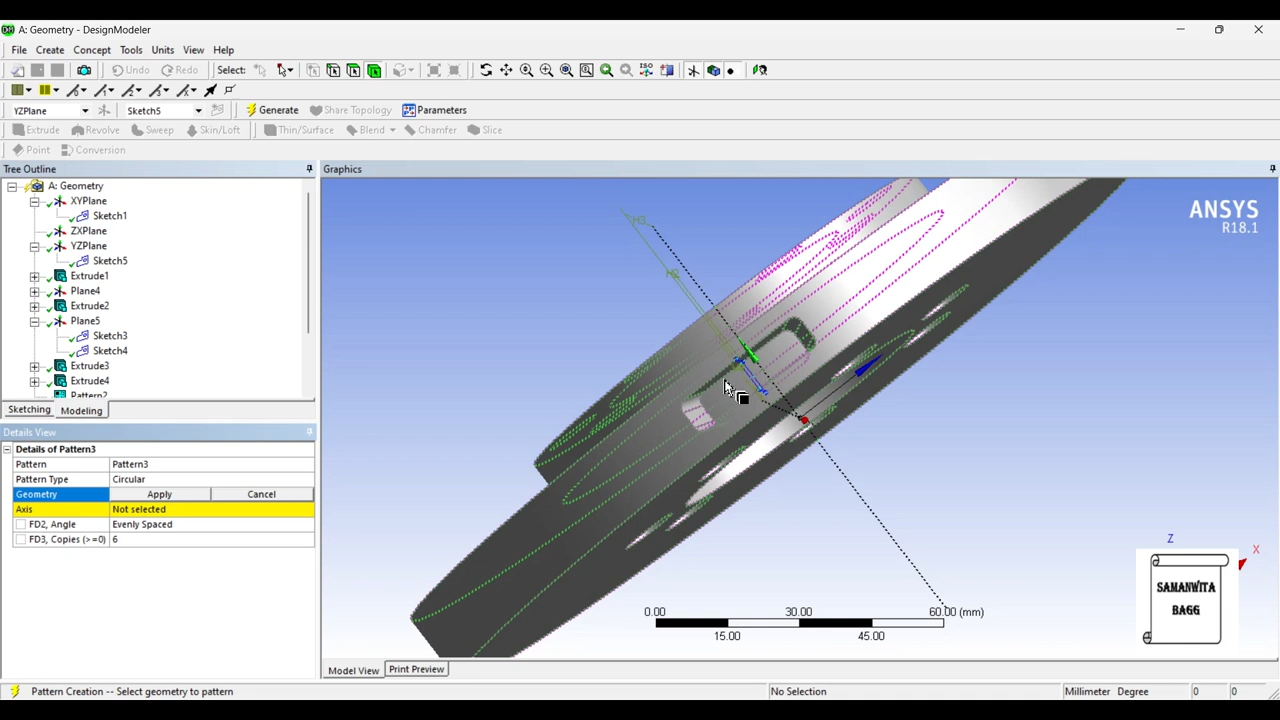 A: Geometry - DesignModeler
File Create Concept Tools Units View Help
Undo Redo Select: ISO
YZPlane Sketch5 Generate Share Topology Parameters
Extrude Revolve Sweep Skin/Loft Thin/Surface Blend Chamfer Slice
Point Conversion
Tree Outline
Graphics
A: Geometry
XYPlane
Sketch1
ZXPlane
YZPlane
Sketch5
Extrude1
Plane4
Extrude2
Plane5
Sketch3
Sketch4
Extrude3
Extrude4
Pattern2
Sketching Modeling
Details View
Details of Pattern3
Pattern Pattern3
Pattern Type Circular
Geometry Apply Cancel
Axis Not selected
FD2, Angle Evenly Spaced
FD3, Copies (>=0) 6
ANSYS
R18.1
H3
0.00 30.00 60.00 (mm)
15.00 45.00
Z
X
SAMANWITA
BAGG
Model View Print Preview
Pattern Creation -- Select geometry to pattern No Selection Millimeter Degree 0 0